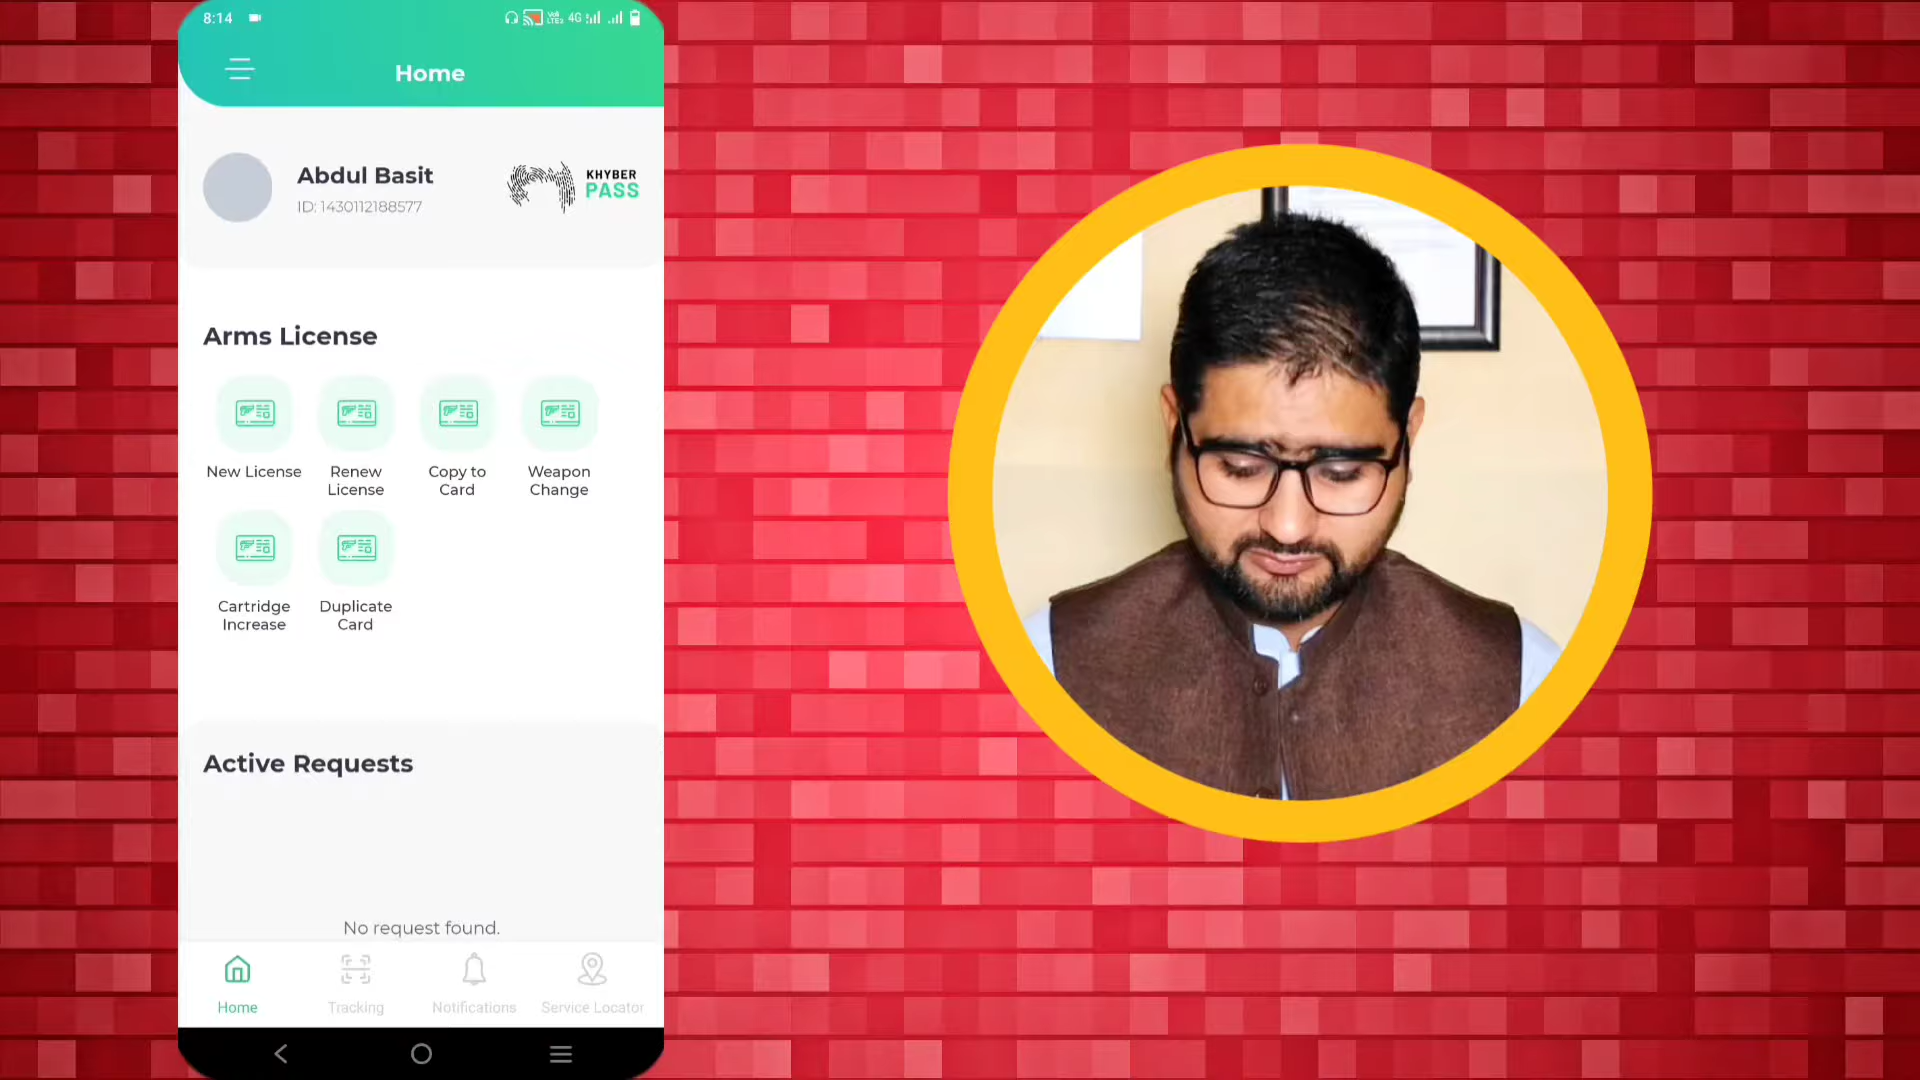 8:14
4G
Home
Abdul Basit
ID: 1430112188577
KHYBER
PASS
Arms License
New License
Renew
License
Copy to
Card
Weapon
Change
Cartridge
Increase
Duplicate
Card
Active Requests
No request found.
Home
Tracking
Notifications
Service Locator